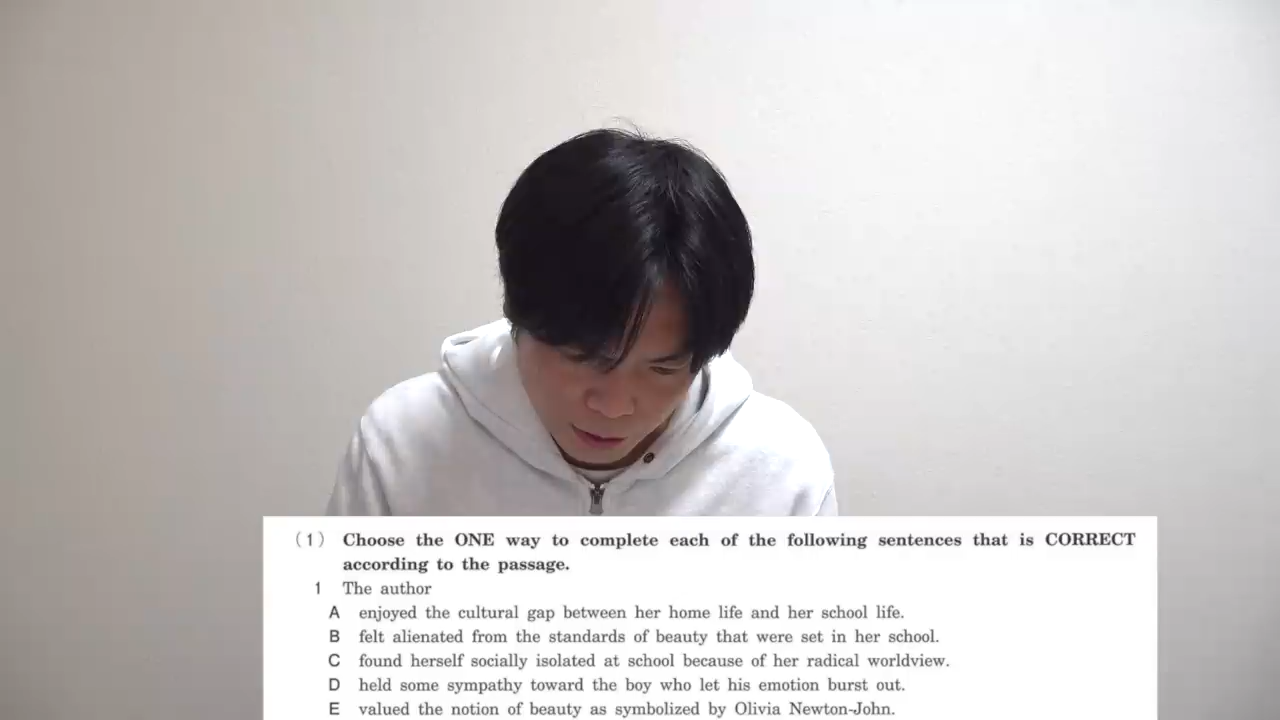 (1) Choose the ONE way to complete each of the following sentences that is CORRECT
according to the passage.
1 The author
A enjoyed the cultural gap between her home life and her school life.
B felt alienated from the standards of beauty that were set in her school.
C found herself socially isolated at school because of her radical worldview.
D held some sympathy toward the boy who let his emotion burst out.
E valued the notion of beauty as symbolized by Olivia Newton-John.